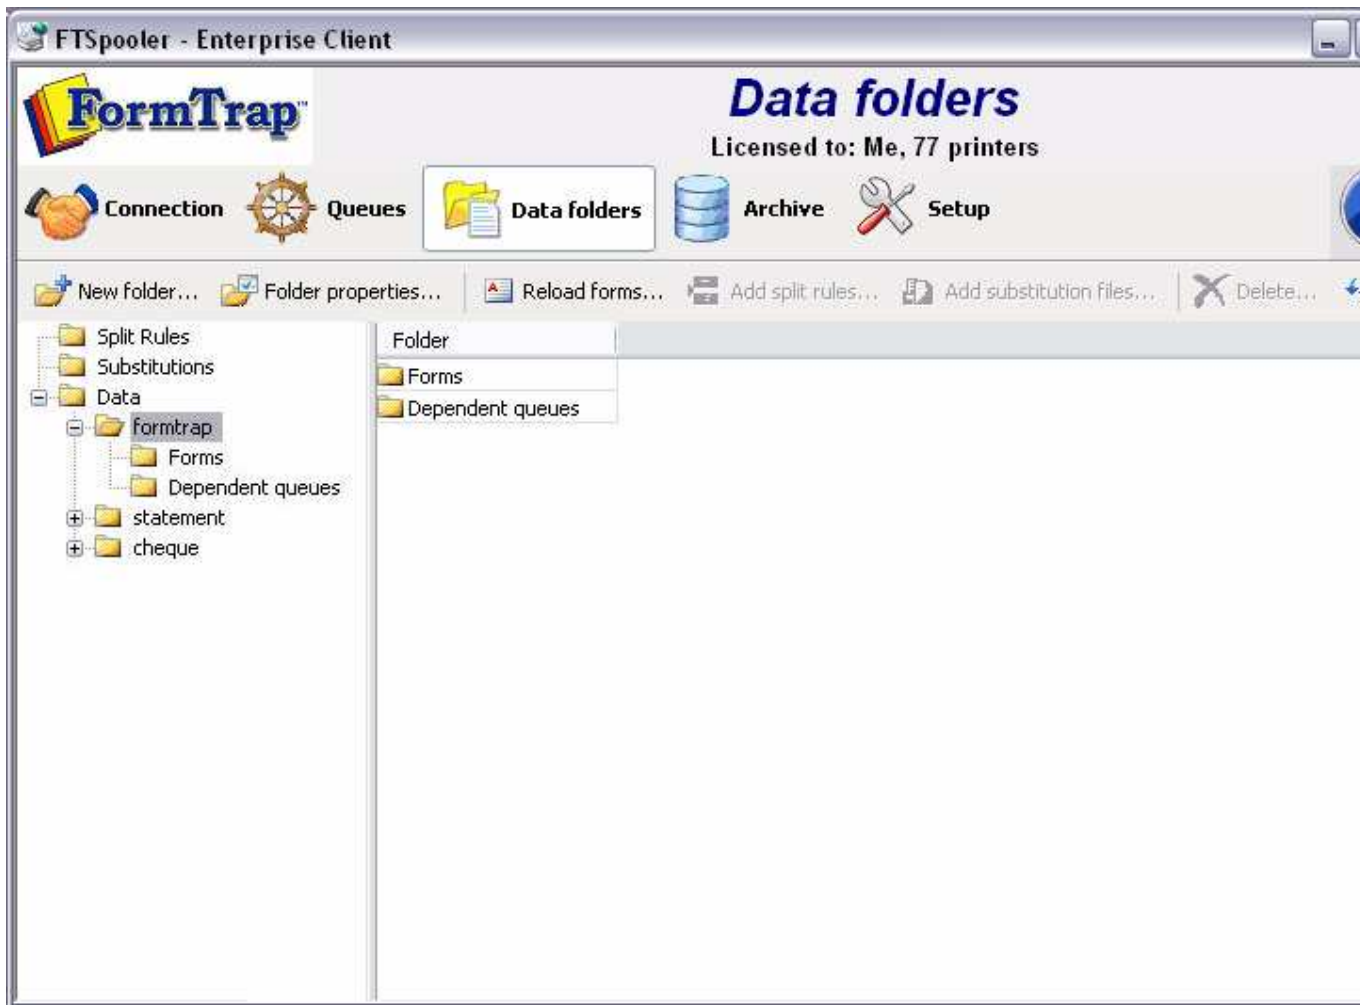 FTSpooler - Enterprise Client
FormTrap™
Data folders
Licensed to: Me, 77 printers
Connection Queues Data folders Archive Setup
New folder... Folder properties... Reload forms... Add split rules... Add substitution files... Delete...
Split Rules
Substitutions
Data
formtrap
Forms
Dependent queues
statement
cheque
Folder
Forms
Dependent queues